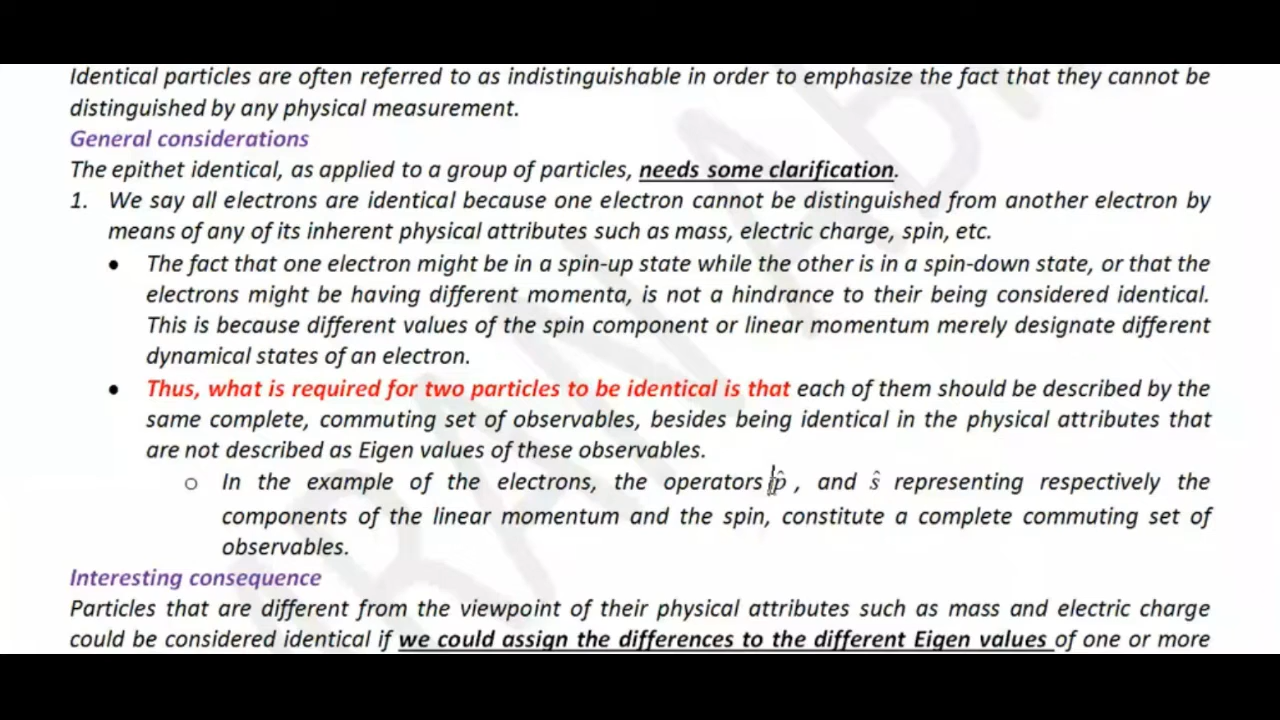 Identical particles are often referred to as indistinguishable in order to emphasize the fact that they cannot be
distinguished by any physical measurement.
General considerations
The epithet identical, as applied to a group of particles, needs some clarification.
1. We say all electrons are identical because one electron cannot be distinguished from another electron by
means of any of its inherent physical attributes such as mass, electric charge, spin, etc.
• The fact that one electron might be in a spin-up state while the other is in a spin-down state, or that the
electrons might be having different momenta, is not a hindrance to their being considered identical.
This is because different values of the spin component or linear momentum merely designate different
dynamical states of an electron.
• Thus, what is required for two particles to be identical is that each of them should be described by the
same complete, commuting set of observables, besides being identical in the physical attributes that
are not described as Eigen values of these observables.
o In the example of the electrons, the operators p̂ , and ŝ representing respectively the
components of the linear momentum and the spin, constitute a complete commuting set of
observables.
Interesting consequence
Particles that are different from the viewpoint of their physical attributes such as mass and electric charge
could be considered identical if we could assign the differences to the different Eigen values of one or more